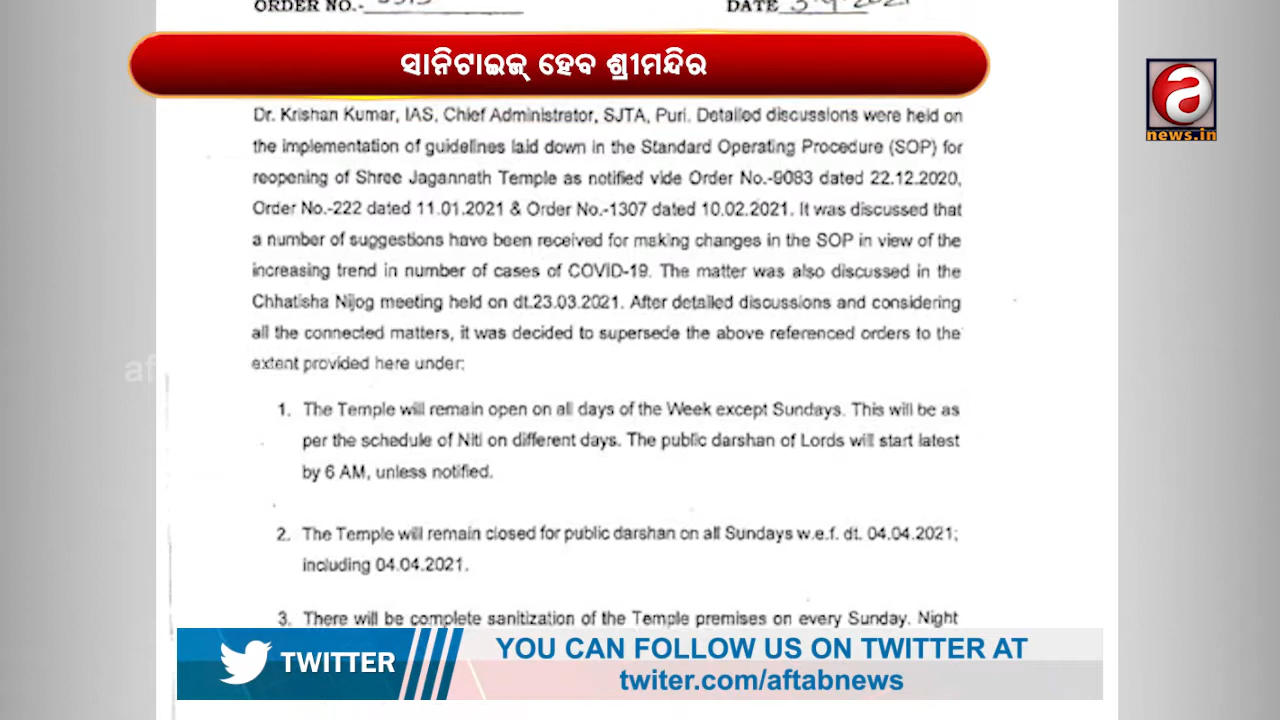 ORDER NO.-
DATE
ସାନିଟାଇଜ୍ ହେବ ଶ୍ରୀମନ୍ଦିର
a
news.in
Dr. Krishan Kumar, IAS, Chief Administrator, SJTA, Puri. Detailed discussions were held on
the implementation of guidelines laid down in the Standard Operating Procedure (SOP) for
reopening of Shree Jagannath Temple as notified vide Order No.-9083 dated 22.12.2020,
Order No.-222 dated 11.01.2021 & Order No.-1307 dated 10.02.2021. It was discussed that
a number of suggestions have been received for making changes in the SOP in view of the
increasing trend in number of cases of COVID-19. The matter was also discussed in the
Chhatisha Nijog meeting held on dt.23.03.2021. After detailed discussions and considering
all the connected matters, it was decided to supersede the above referenced orders to the
extent provided here under:
af
1. The Temple will remain open on all days of the Week except Sundays. This will be as
per the schedule of Niti on different days. The public darshan of Lords will start latest
by 6 AM, unless notified.
2. The Temple will remain closed for public darshan on all Sundays w.e.f. dt. 04.04.2021;
including 04.04.2021.
3. There will be complete sanitization of the Temple premises on every Sunday. Night
TWITTER
YOU CAN FOLLOW US ON TWITTER AT
twiter.com/aftabnews